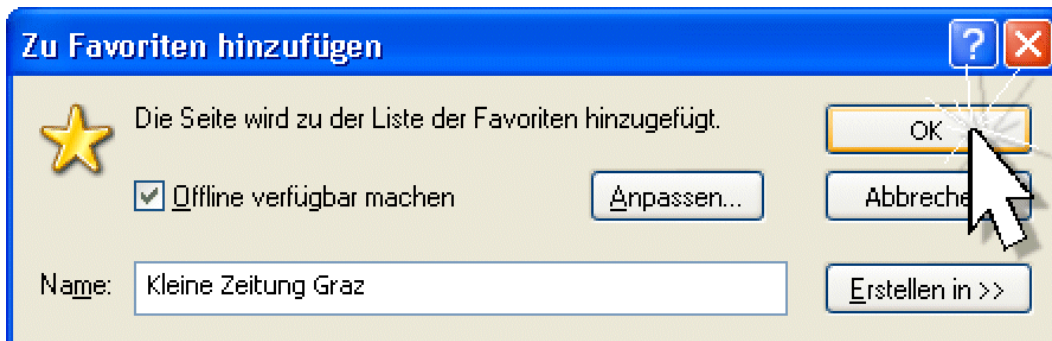 Zu Favoriten hinzufügen
?
Die Seite wird zu der Liste der Favoriten hinzugefügt.
OK
Offline verfügbar machen
Anpassen...
Name:
Kleine Zeitung Graz
Erstellen in >>